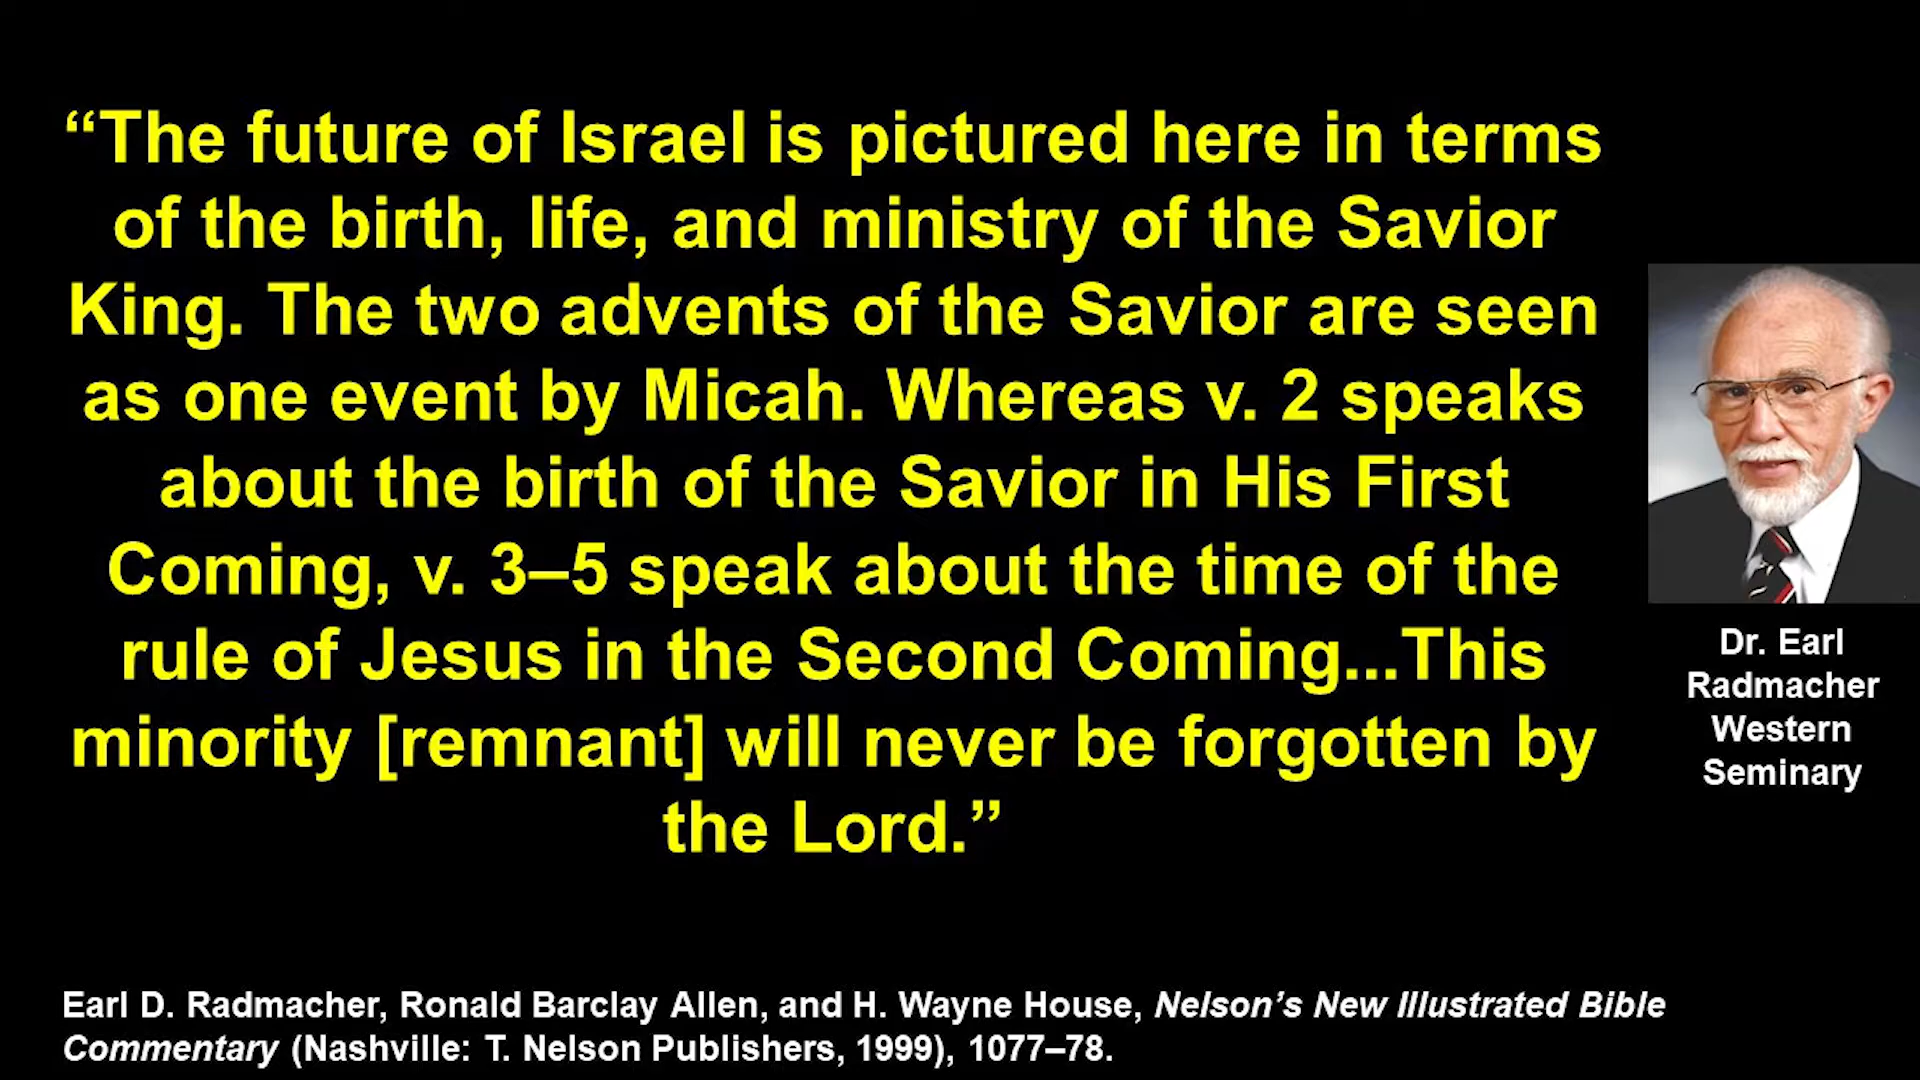 “The future of Israel is pictured here in terms
of the birth, life, and ministry of the Savior
King. The two advents of the Savior are seen
as one event by Micah. Whereas v. 2 speaks
about the birth of the Savior in His First
Coming, v. 3–5 speak about the time of the
rule of Jesus in the Second Coming...This
minority [remnant] will never be forgotten by
the Lord.”
Dr. Earl
Radmacher
Western
Seminary
Earl D. Radmacher, Ronald Barclay Allen, and H. Wayne House, Nelson’s New Illustrated Bible
Commentary (Nashville: T. Nelson Publishers, 1999), 1077–78.